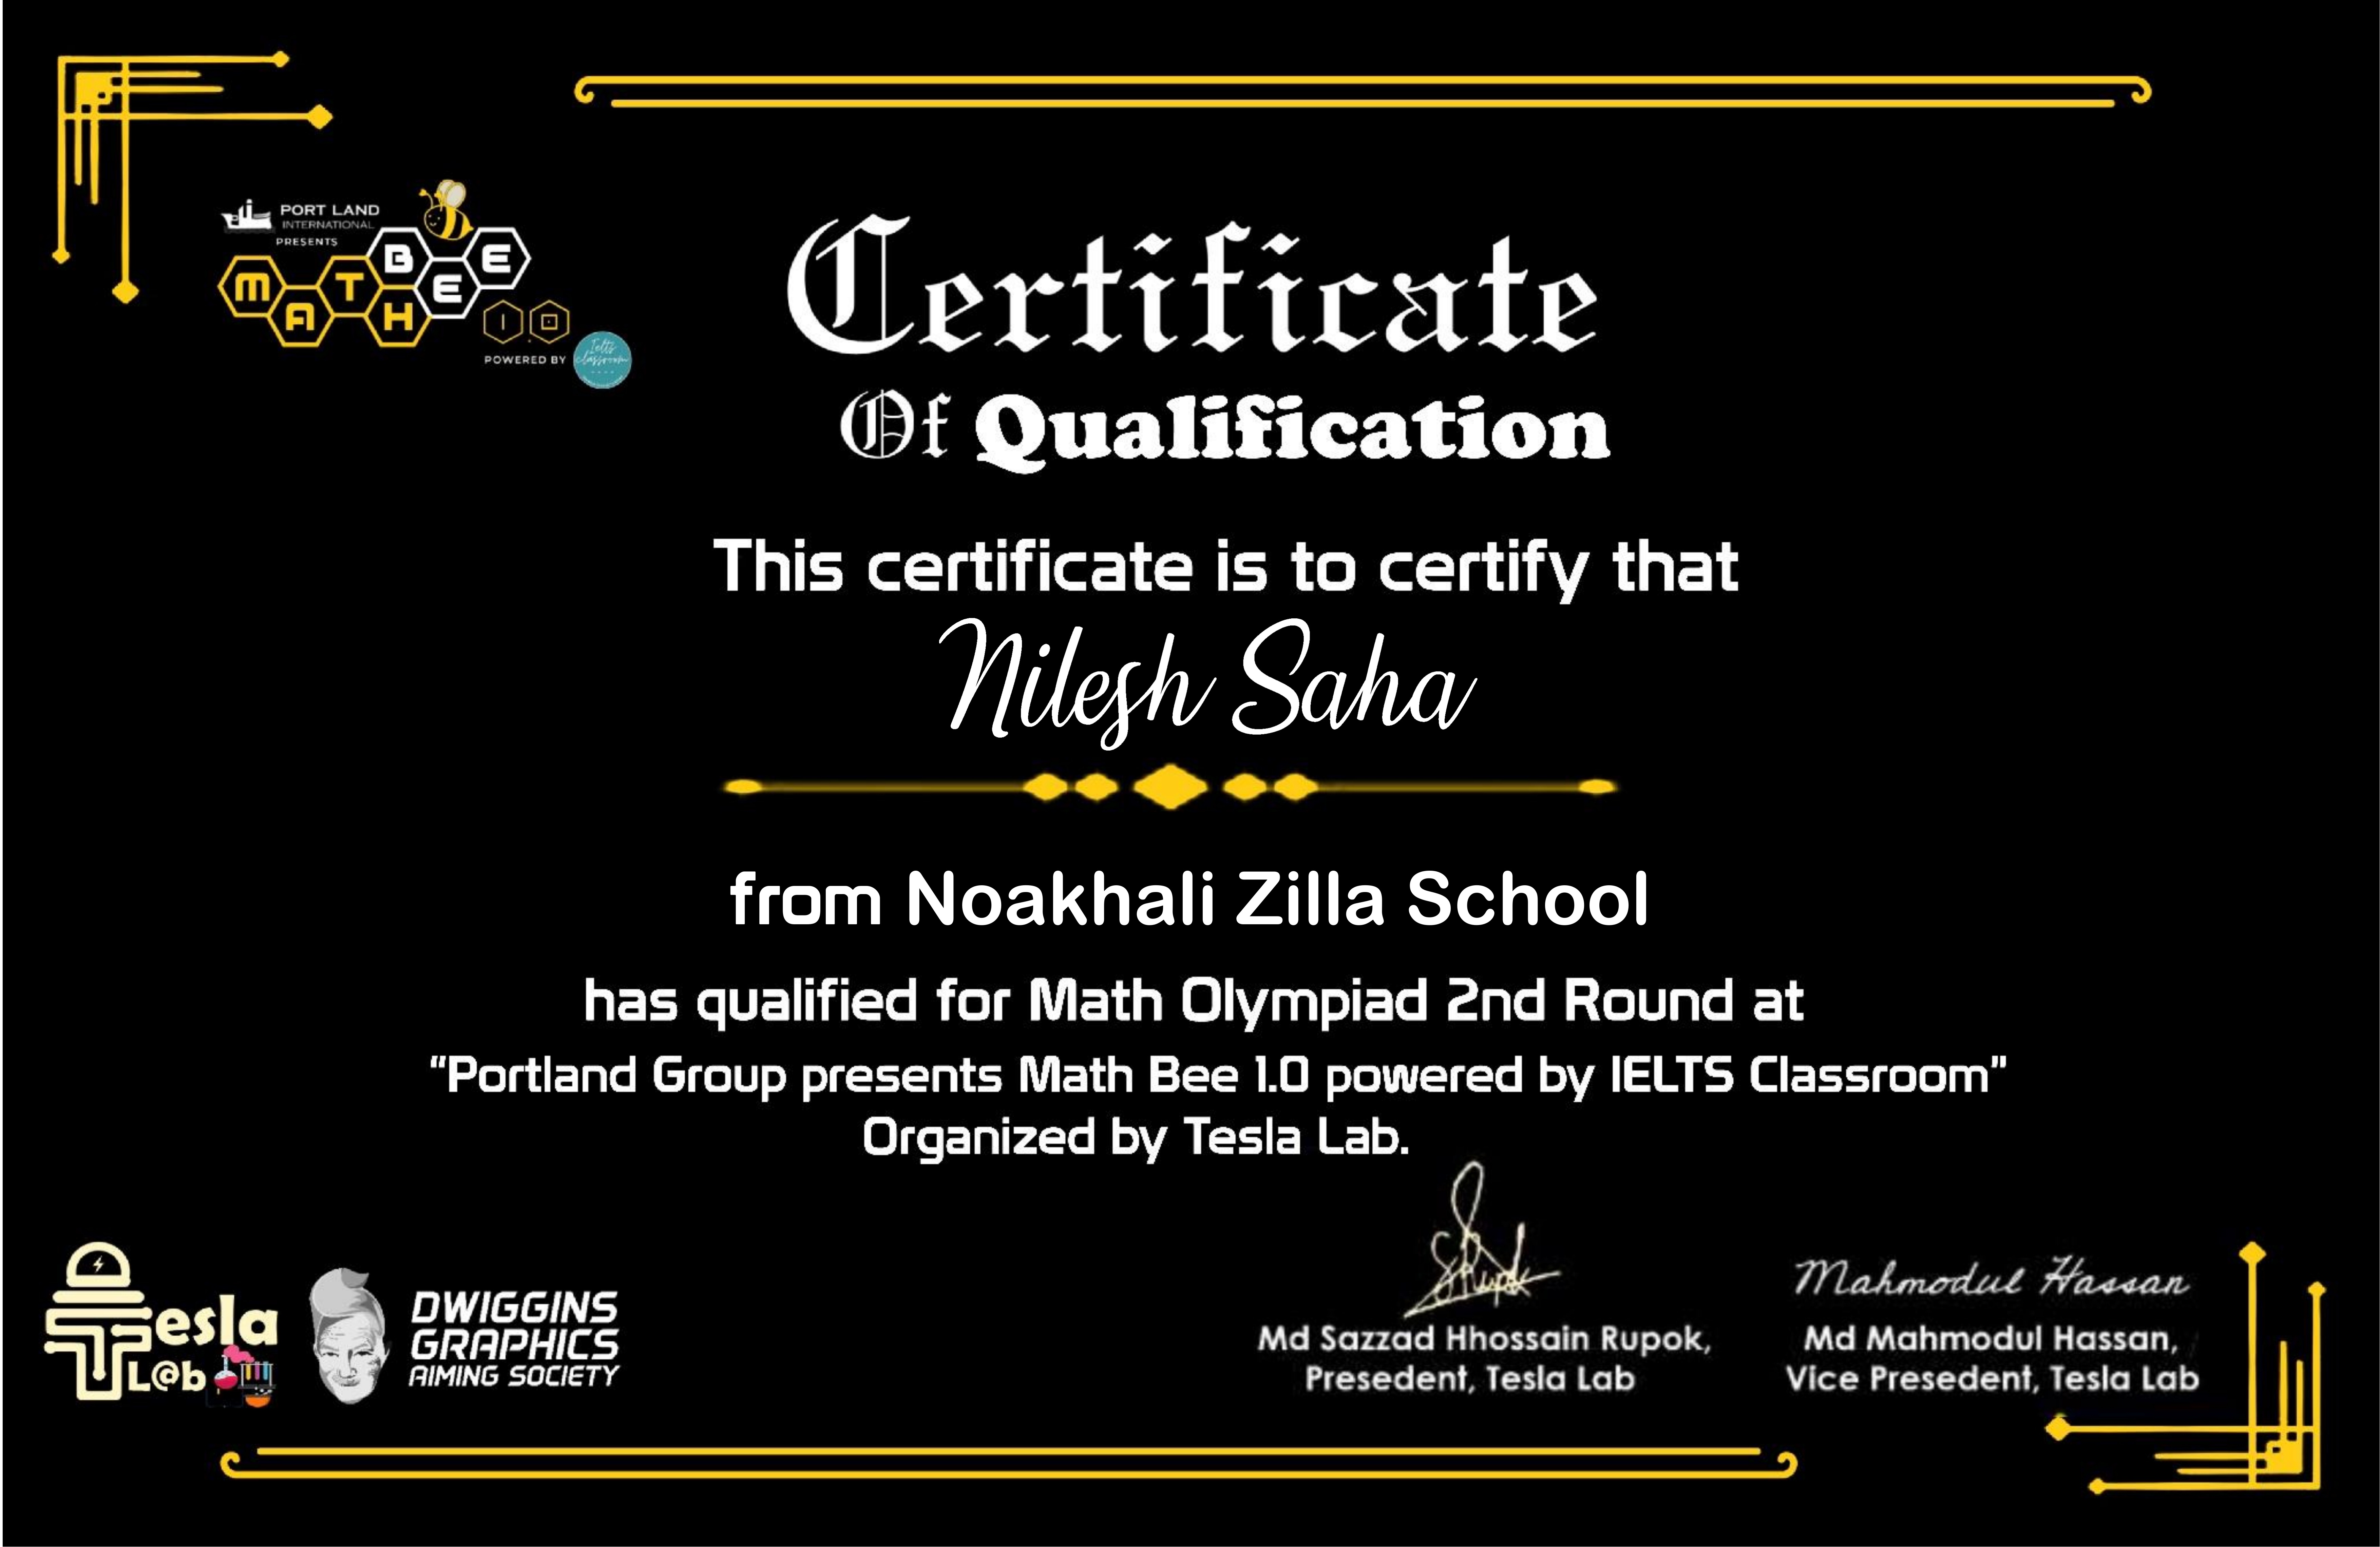 PORT LAND
INTERNATIONAL
PRESENTS
MATH BEE
1.0
POWERED BY
Ielts
classroom
Certificate
Of Qualification
This certificate is to certify that
Nilesh Saha
from Noakhali Zilla School
has qualified for Math Olympiad 2nd Round at
“Portland Group presents Math Bee 1.0 powered by IELTS Classroom”
Organized by Tesla Lab.
Tesla
L@b
DWIGGINS
GRAPHICS
AIMING SOCIETY
Mahmodul Hassan
Md Sazzad Hhossain Rupok,
Presedent, Tesla Lab
Md Mahmodul Hassan,
Vice Presedent, Tesla Lab